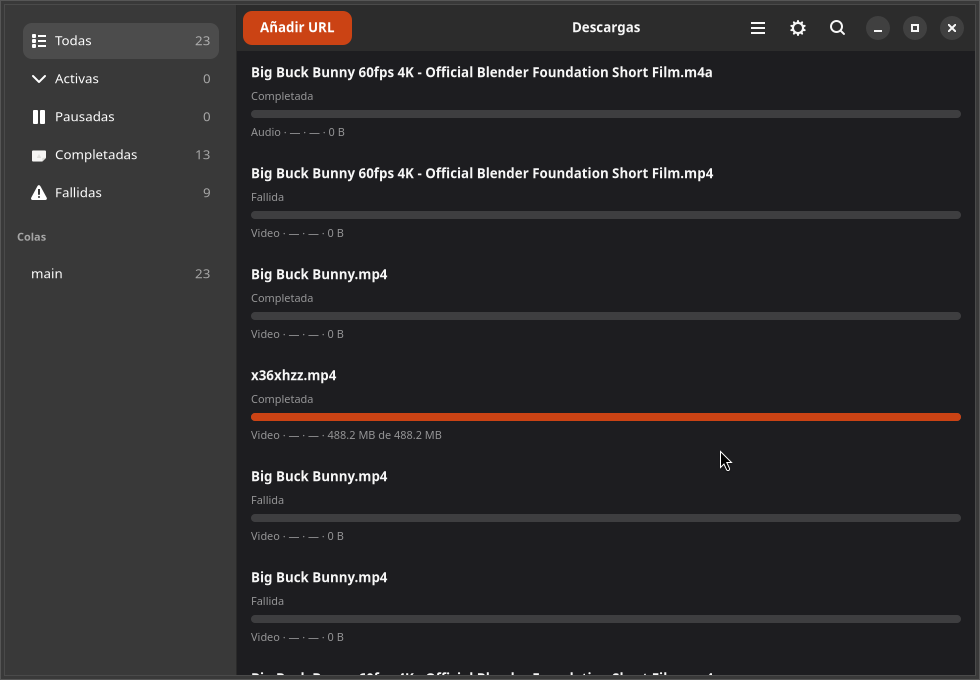 Todas 23
Activas 0
Pausadas 0
Completadas 13
Fallidas 9
Colas
main 23
Añadir URL
Descargas
Big Buck Bunny 60fps 4K - Official Blender Foundation Short Film.m4a
Completada
Audio · — · — · 0 B
Big Buck Bunny 60fps 4K - Official Blender Foundation Short Film.mp4
Fallida
Video · — · — · 0 B
Big Buck Bunny.mp4
Completada
Video · — · — · 0 B
x36xhzz.mp4
Completada
Video · — · — · 488.2 MB de 488.2 MB
Big Buck Bunny.mp4
Fallida
Video · — · — · 0 B
Big Buck Bunny.mp4
Fallida
Video · — · — · 0 B